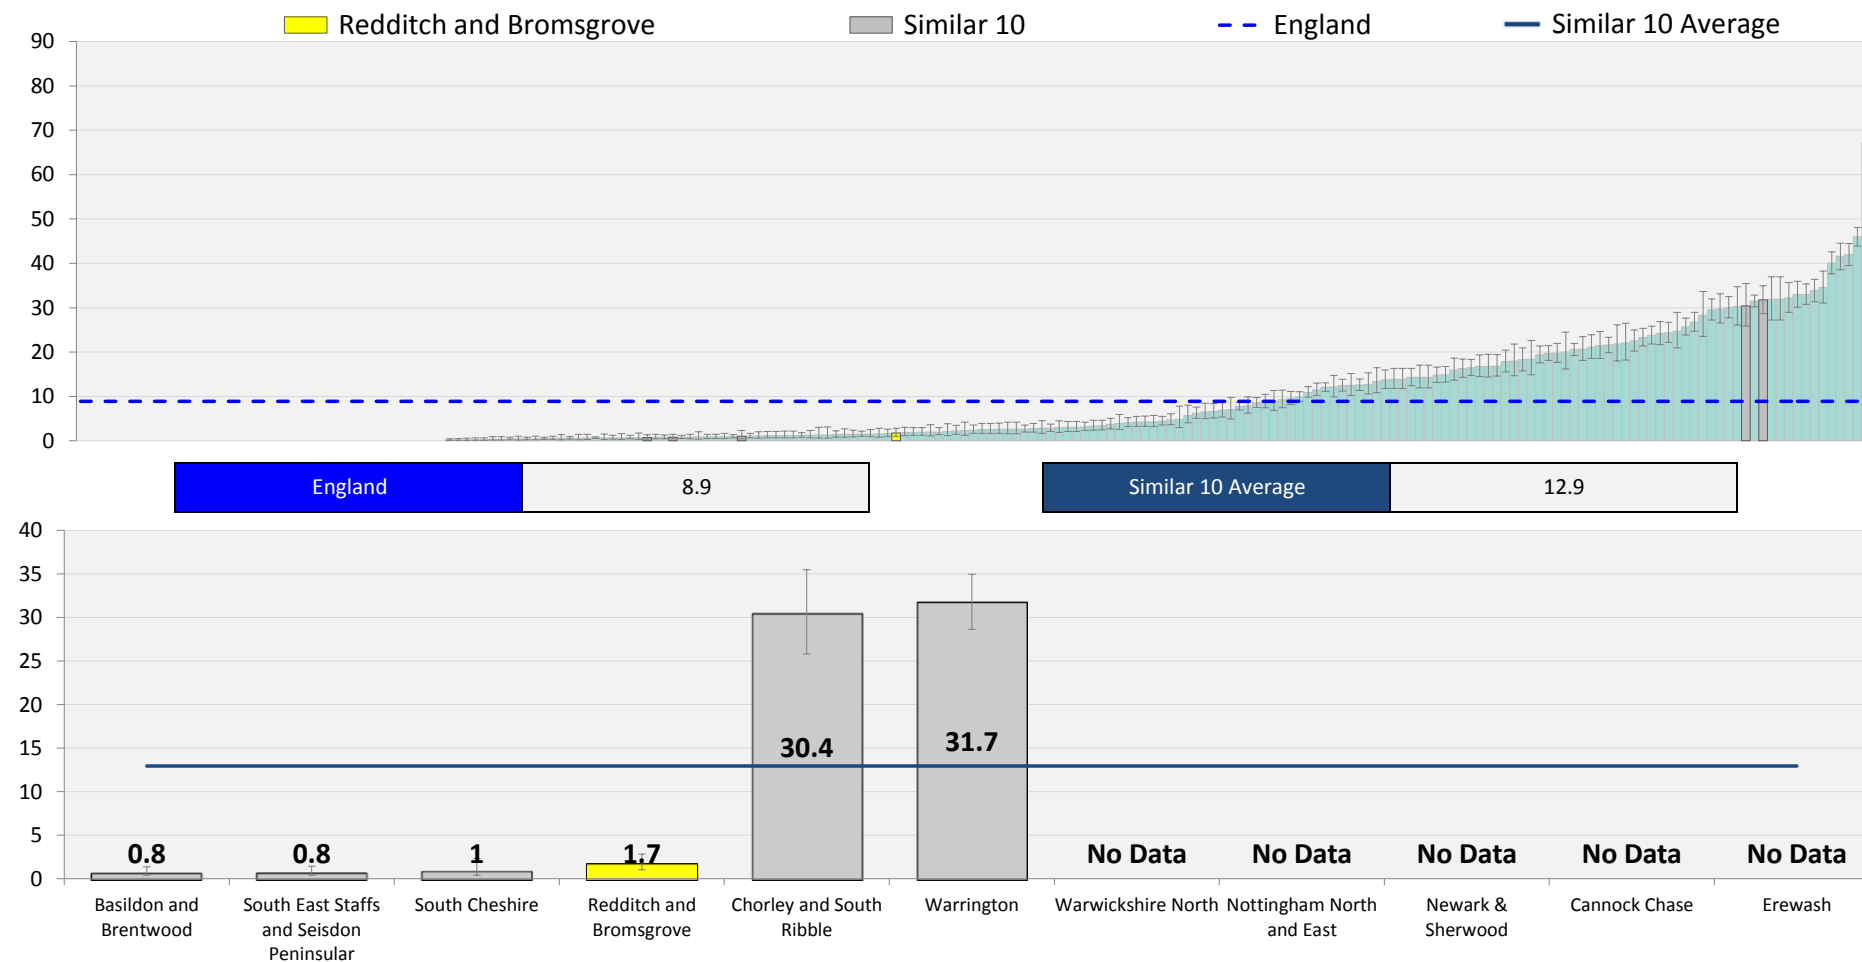 Redditch and Bromsgrove Similar 10 England Similar 10 Average
90
80
70
60
50
40
30
20
10
0
England 8.9 Similar 10 Average 12.9
40
35
30
25
20
15
10
5
0
30.4 31.7
0.8 0.8 1 1.7 No Data No Data No Data No Data No Data
Basildon and Brentwood
South East Staffs and Seisdon Peninsular
South Cheshire
Redditch and Bromsgrove
Chorley and South Ribble
Warrington
Warwickshire North
Nottingham North and East
Newark & Sherwood
Cannock Chase
Erewash